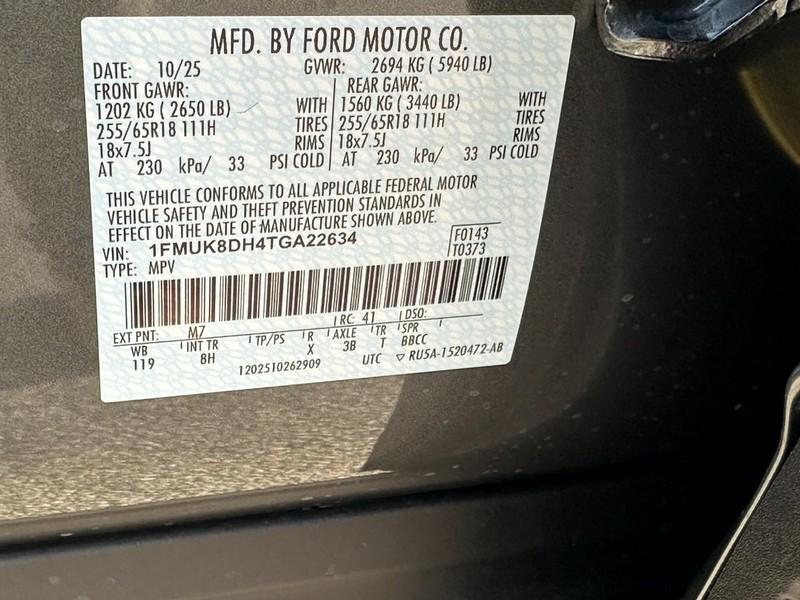 MFD. BY FORD MOTOR CO.
DATE: 10/25 GVWR: 2694 KG ( 5940 LB)
FRONT GAWR: REAR GAWR:
1202 KG ( 2650 LB) WITH 1560 KG ( 3440 LB) WITH
255/65R18 111H TIRES 255/65R18 111H TIRES
18x7.5J RIMS 18x7.5J RIMS
AT 230 kPa/ 33 PSI COLD AT 230 kPa/ 33 PSI COLD
THIS VEHICLE CONFORMS TO ALL APPLICABLE FEDERAL MOTOR
VEHICLE SAFETY AND THEFT PREVENTION STANDARDS IN
EFFECT ON THE DATE OF MANUFACTURE SHOWN ABOVE.
VIN: 1FMUK8DH4TGA22634 F0143
TYPE: MPV T0373
EXT PNT: M7 RC: 41 DSO:
WB INT TR TP/PS R AXLE TR SPR
119 8H X 3B T BBCC
1202510262909 UTC ▽ RU5A-1520472-AB